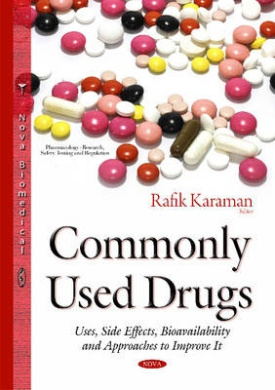 Nova Biomedical
Pharmacology - Research,
Safety Testing and Regulation
Rafik Karaman
Editor
Commonly
Used Drugs
Uses, Side Effects, Bioavailability
and Approaches to Improve It
NOVA